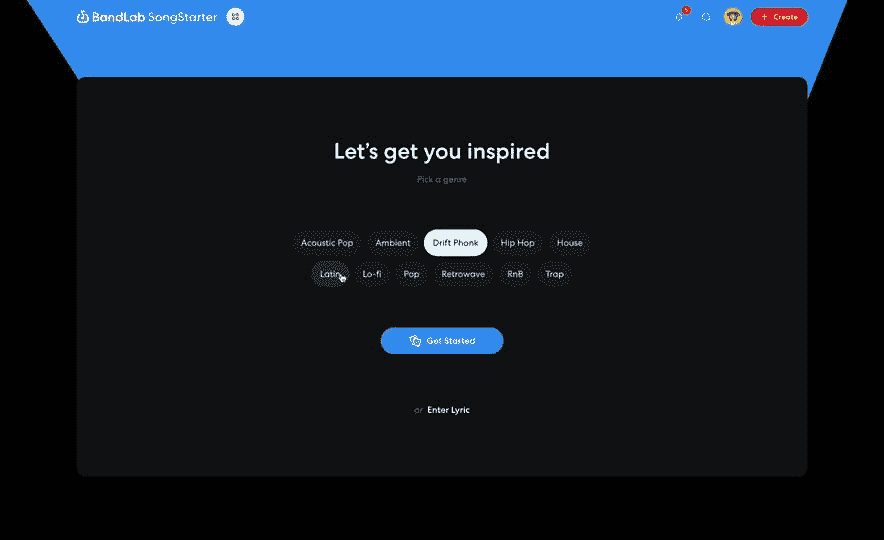 BandLab SongStarter
+ Create
Let's get you inspired
Pick a genre
Acoustic Pop Ambient Drift Phonk Hip Hop House
Latin Lo-fi Pop Retrowave RnB Trap
Get Started
or Enter Lyric